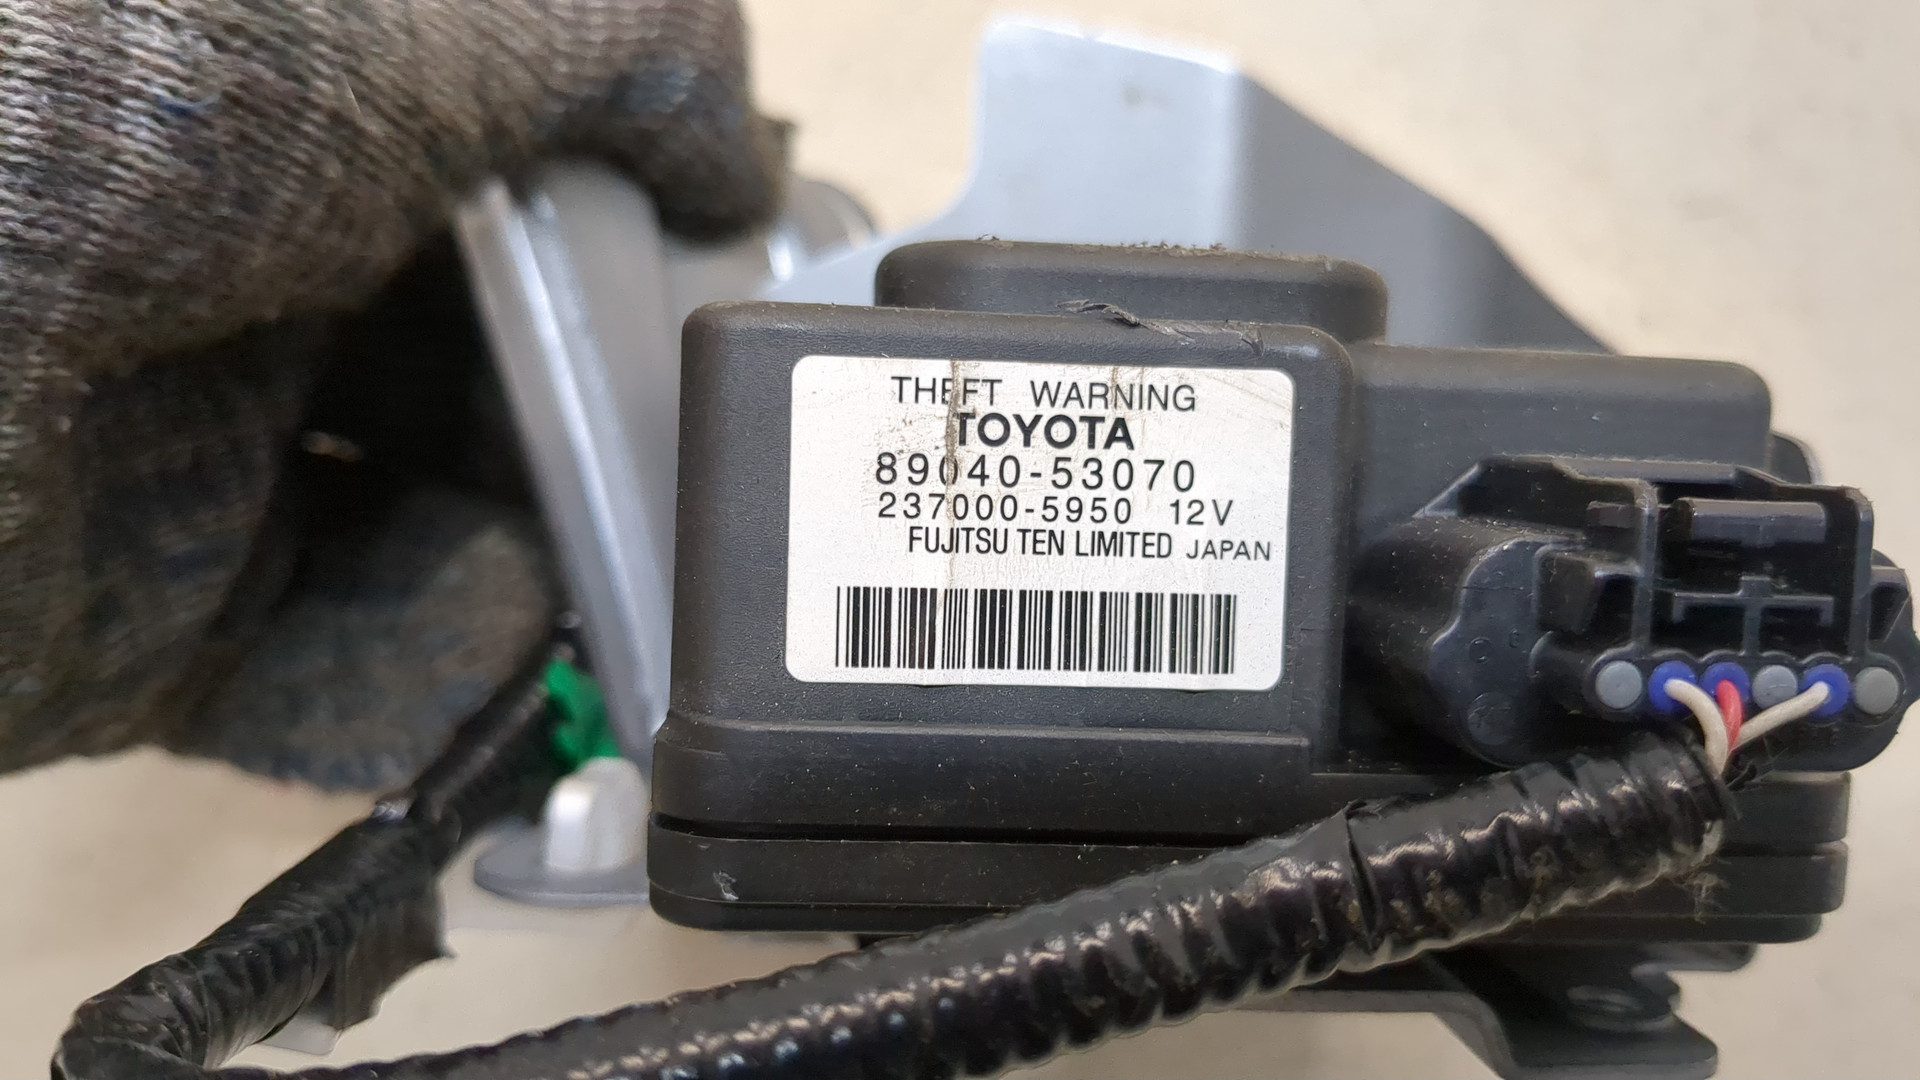 THEFT WARNING
TOYOTA
89040-53070
237000-5950 12V
FUJITSU TEN LIMITED JAPAN